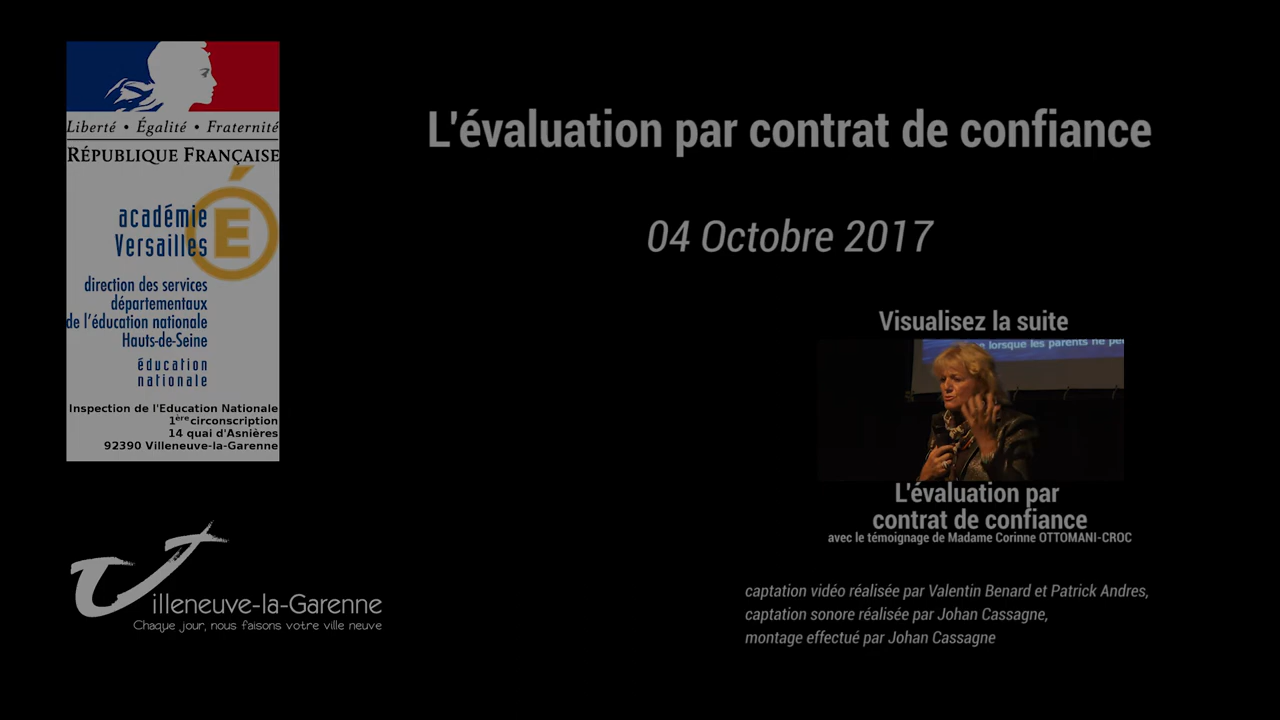 Liberté • Égalité • Fraternité
RÉPUBLIQUE FRANÇAISE
académie
Versailles
É
direction des services
départementaux
de l'éducation nationale
Hauts-de-Seine
éducation
nationale
Inspection de l'Education Nationale
1ère circonscription
14 quai d'Asnières
92390 Villeneuve-la-Garenne
Villeneuve-la-Garenne
Chaque jour, nous faisons votre ville neuve
L'évaluation par contrat de confiance
04 Octobre 2017
Visualisez la suite
lorsque les parents ne
L'évaluation par
contrat de confiance
avec le témoignage de Madame Corinne OTTOMANI-CROC
captation vidéo réalisée par Valentin Benard et Patrick Andres,
captation sonore réalisée par Johan Cassagne,
montage effectué par Johan Cassagne